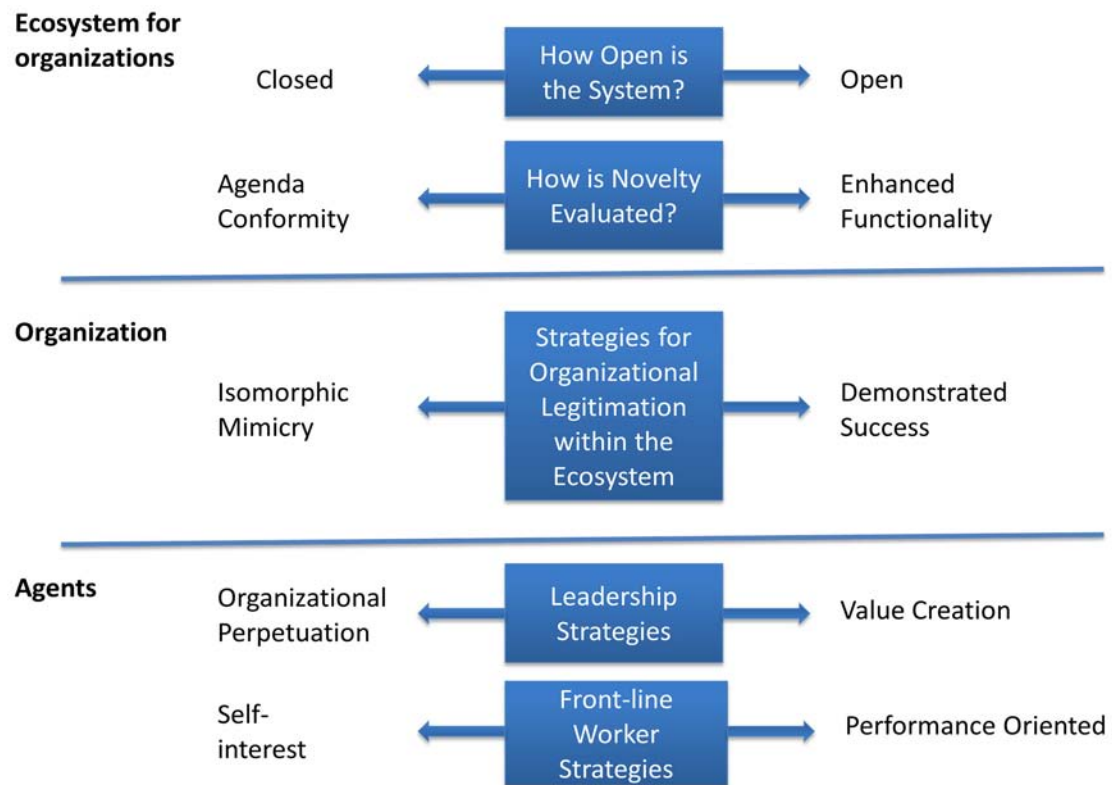 Ecosystem for
organizations
Closed
How Open is
the System?
Open
Agenda
Conformity
How is Novelty
Evaluated?
Enhanced
Functionality
Organization
Isomorphic
Mimicry
Strategies for
Organizational
Legitimation
within the
Ecosystem
Demonstrated
Success
Agents
Organizational
Perpetuation
Leadership
Strategies
Value Creation
Self-
interest
Front-line
Worker
Strategies
Performance Oriented